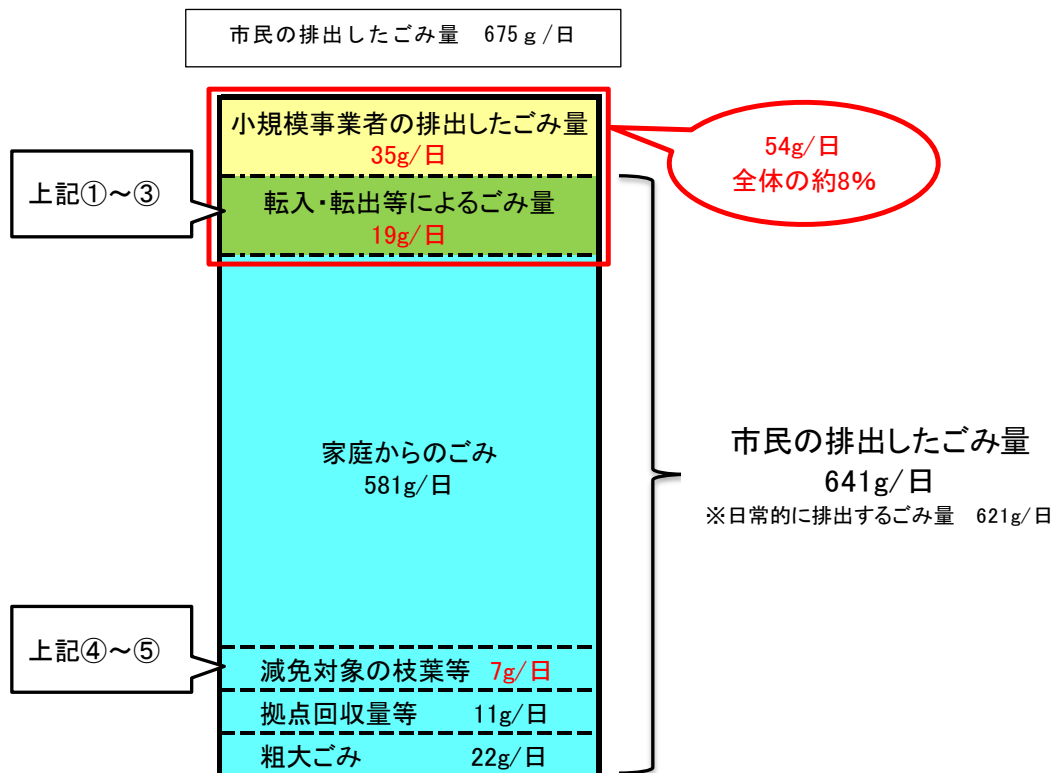 市民の排出したごみ量　675ｇ/日
小規模事業者の排出したごみ量
35g/日
54g/日
全体の約8%
上記①～③
転入・転出等によるごみ量
19g/日
家庭からのごみ
581g/日
市民の排出したごみ量
641g/日
※日常的に排出するごみ量　621g/日
上記④～⑤
減免対象の枝葉等　7g/日
拠点回収量等　11g/日
粗大ごみ　22g/日